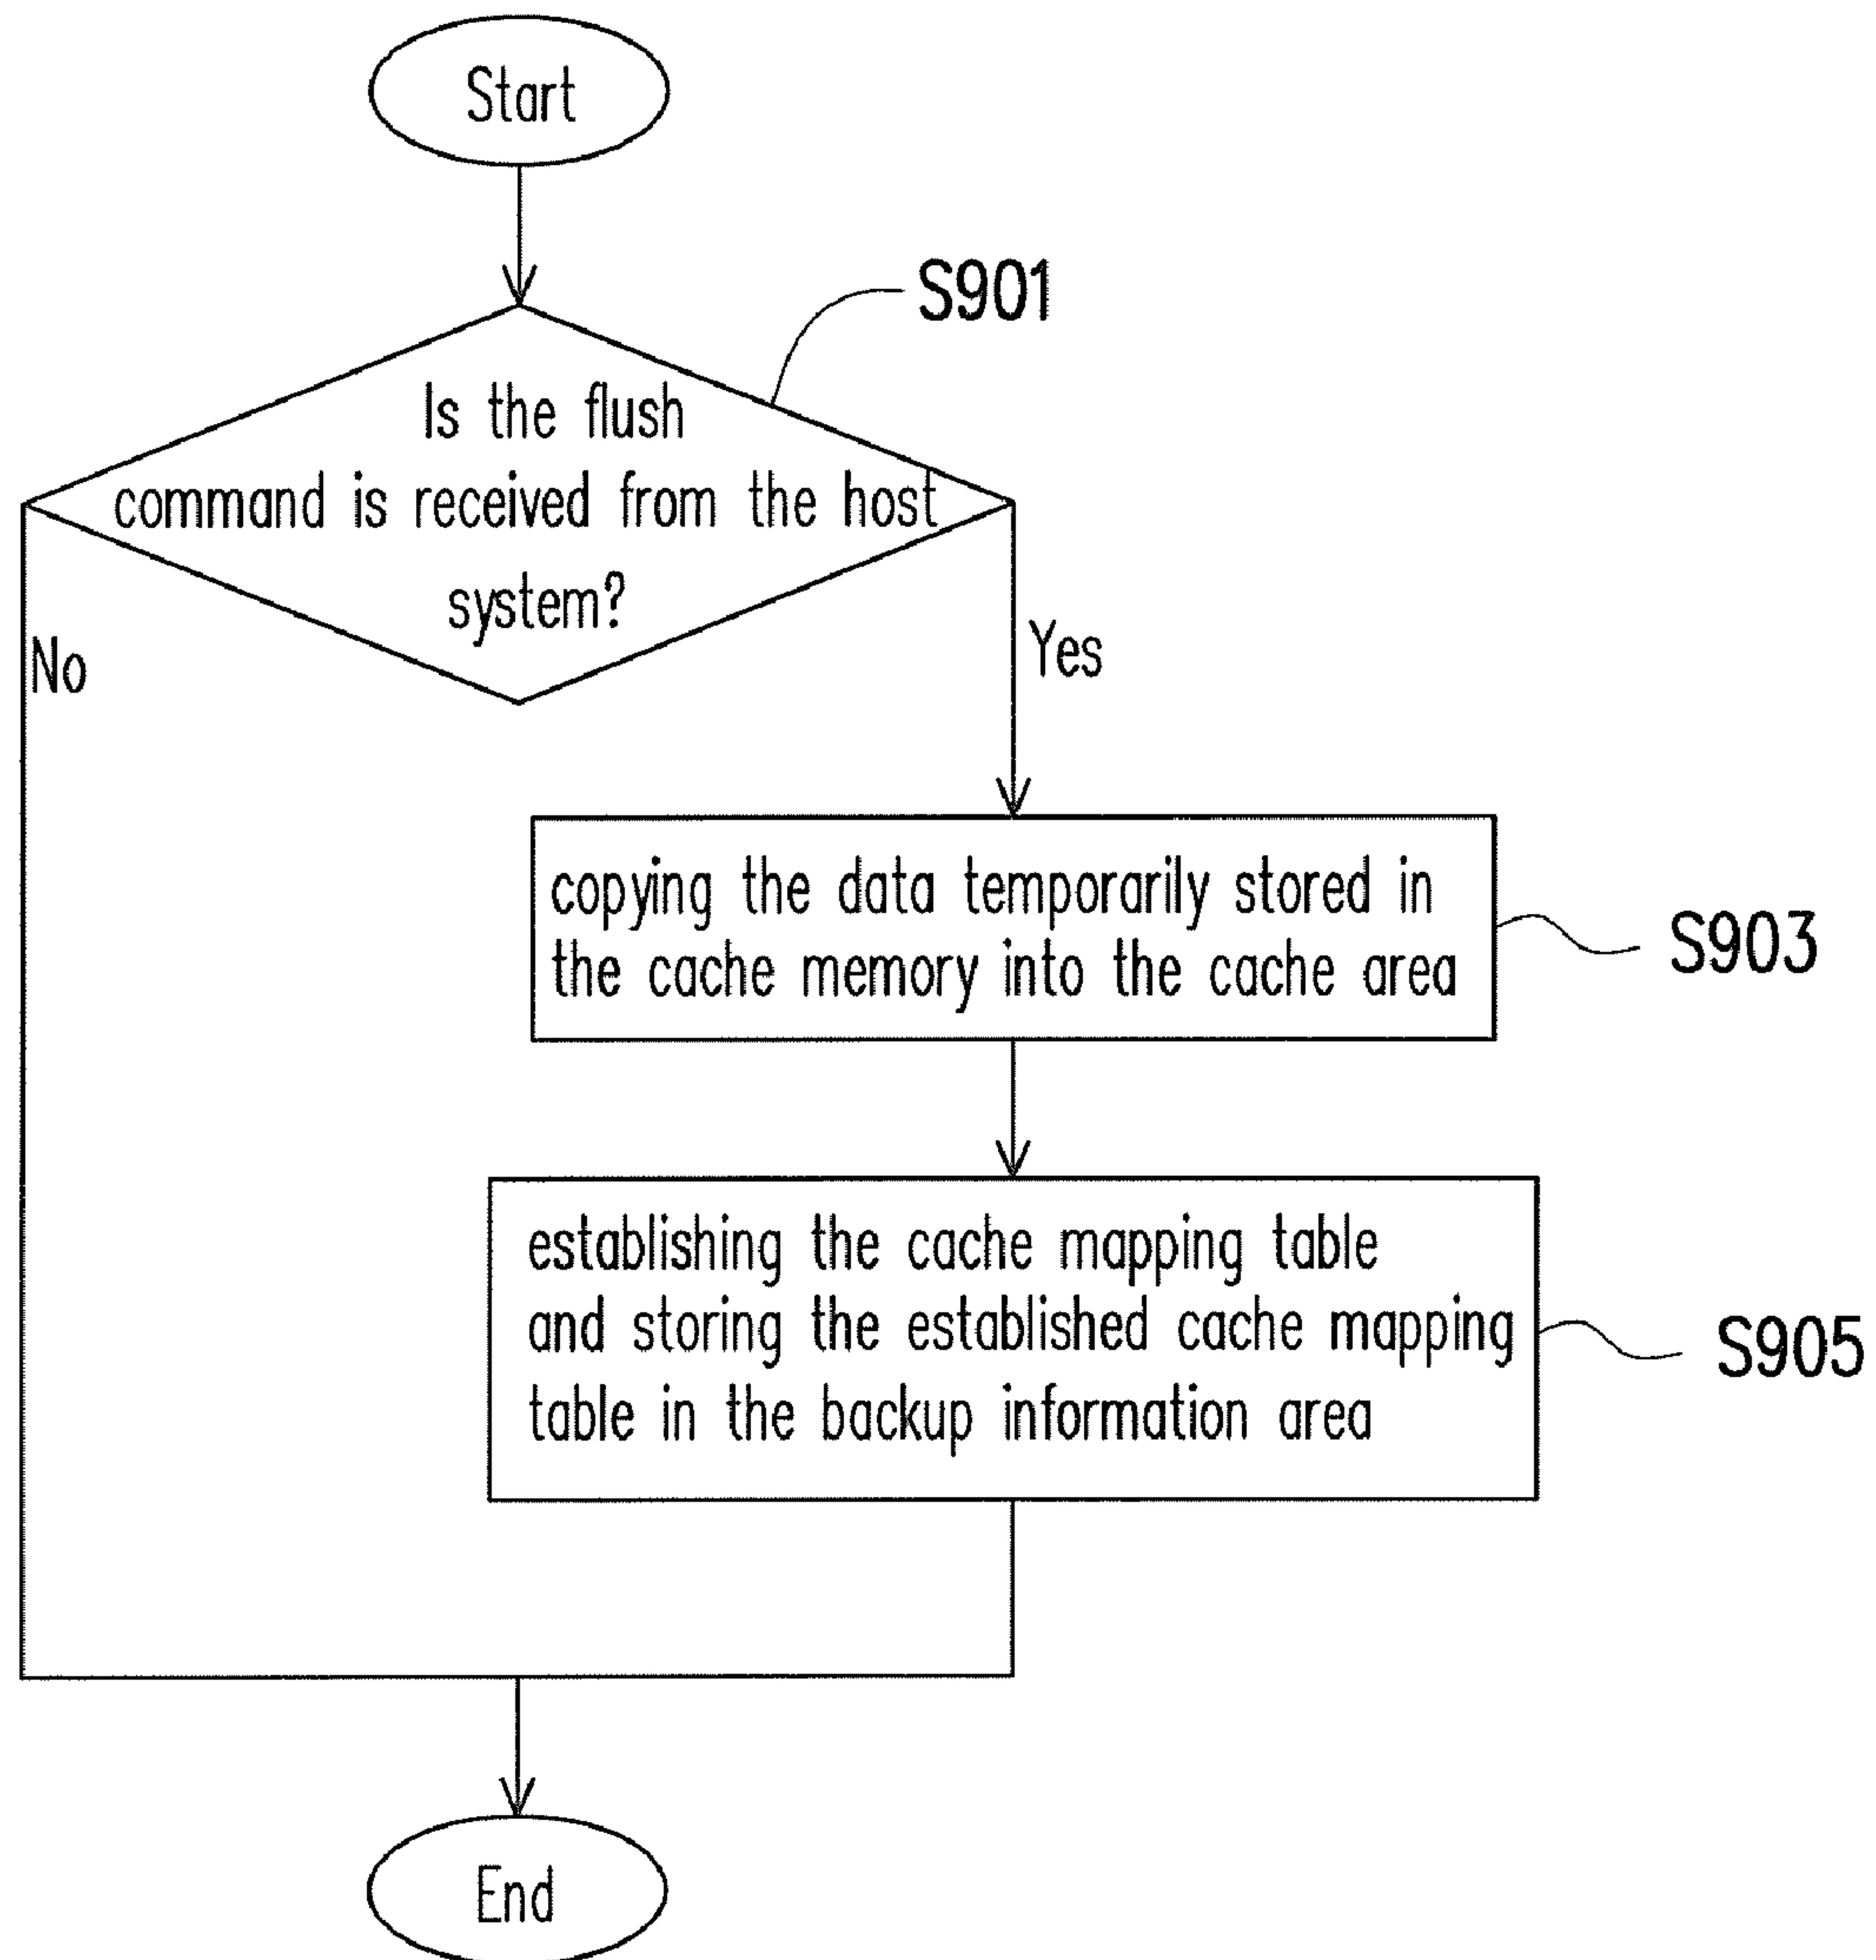 Start
S901
Is the flush
command is received from the host
system?
No
Yes
copying the data temporarily stored in
the cache memory into the cache area
S903
establishing the cache mapping table
and storing the established cache mapping
table in the backup information area
S905
End